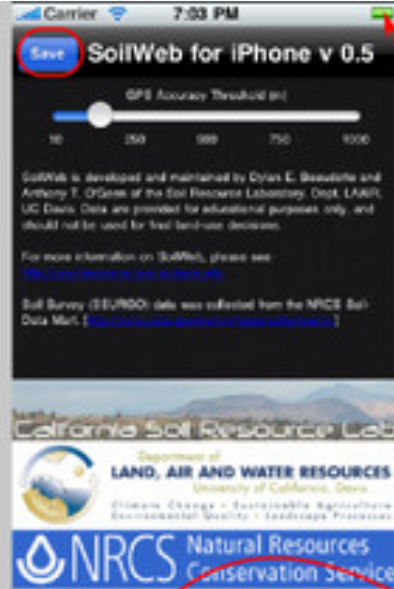 Carrier 7:03 PM
Save SoilWeb for iPhone v 0.5
GPS Accuracy Threshold (m)
10 250 500 750 1000
SoilWeb is developed and maintained by Dylan E. Beaudette and
Anthony T. O'Geen of the Soil Resource Laboratory, Dept. LAWR,
UC Davis. Data are provided for educational purposes only, and
should not be used for final land-use decisions.
For more information on SoilWeb, please see:
Soil Survey (SSURGO) data was collected from the NRCS Soil
Data Mart. [
California Soil Resource Lab
Department of
LAND, AIR AND WATER RESOURCES
University of California, Davis
Climate Change • Sustainable Agriculture
Environmental Quality • Landscape Processes
NRCS Natural Resources
Conservation Service